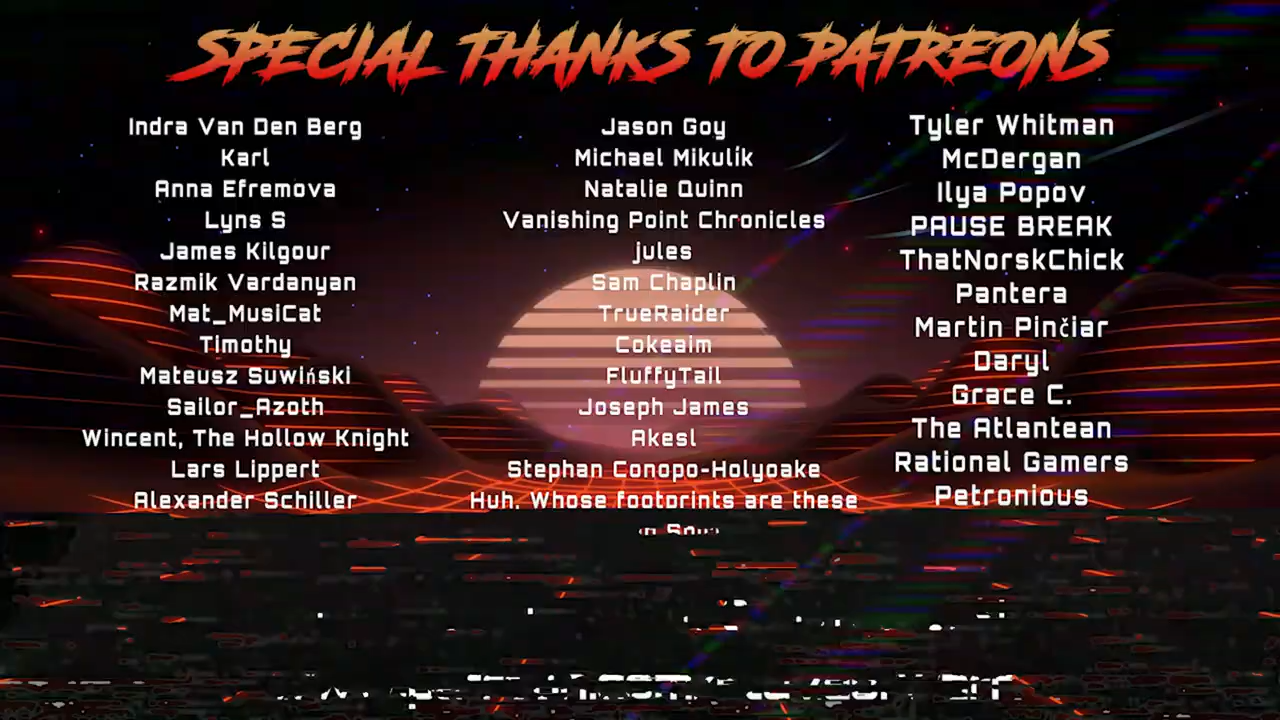 SPECIAL THANKS TO PATREONS
Indra Van Den Berg
Karl
Anna Efremova
Lyns S
James Kilgour
Razmik Vardanyan
Mat_MusiCat
Timothy
Mateusz Suwiński
Sailor_Azoth
Wincent, The Hollow Knight
Lars Lippert
Alexander Schiller
Jason Goy
Michael Mikulík
Natalie Quinn
Vanishing Point Chronicles
jules
Sam Chaplin
TrueRaider
Cokeaim
FluffyTail
Joseph James
Akesl
Stephan Conopo-Holyoake
Huh, Whose footprints are these
Tyler Whitman
McDergan
Ilya Popov
PAUSE BREAK
ThatNorskChick
Pantera
Martin Pinčiar
Daryl
Grace C.
The Atlantean
Rational Gamers
Petronious